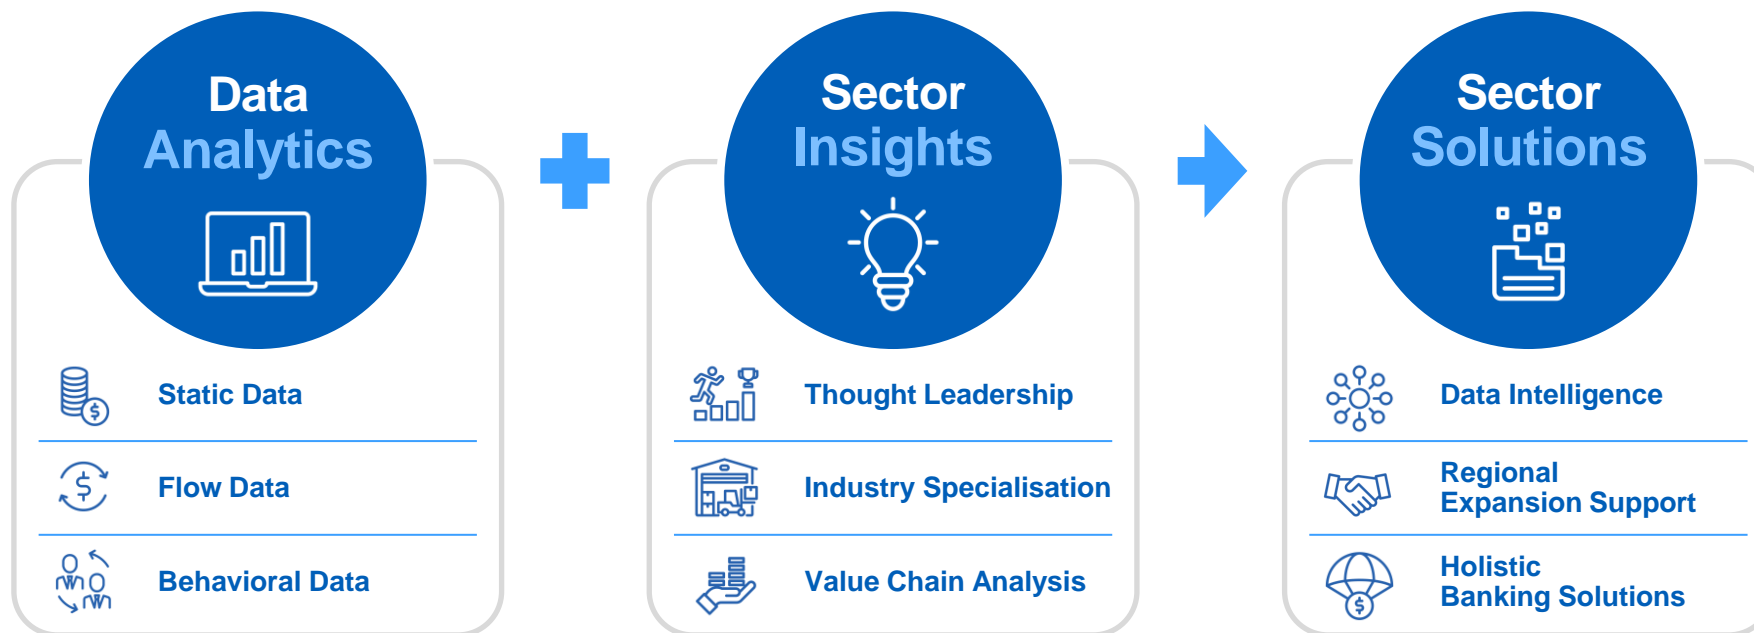 Data
Analytics
Static Data
Flow Data
Behavioral Data
Sector
Insights
Thought Leadership
Industry Specialisation
Value Chain Analysis
Sector
Solutions
Data Intelligence
Regional
Expansion Support
Holistic
Banking Solutions